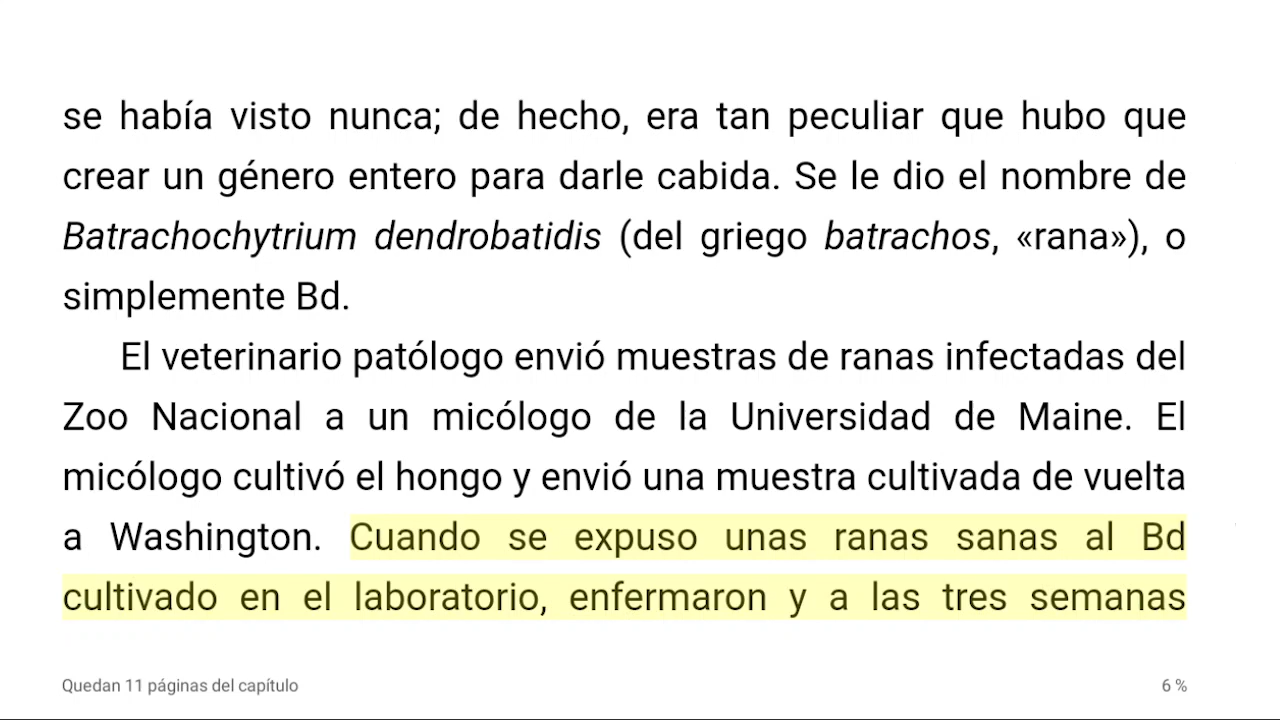 se había visto nunca; de hecho, era tan peculiar que hubo que
crear un género entero para darle cabida. Se le dio el nombre de
Batrachochytrium dendrobatidis (del griego batrachos, «rana»), o
simplemente Bd.
El veterinario patólogo envió muestras de ranas infectadas del
Zoo Nacional a un micólogo de la Universidad de Maine. El
micólogo cultivó el hongo y envió una muestra cultivada de vuelta
a Washington. Cuando se expuso unas ranas sanas al Bd
cultivado en el laboratorio, enfermaron y a las tres semanas
Quedan 11 páginas del capítulo 6 %